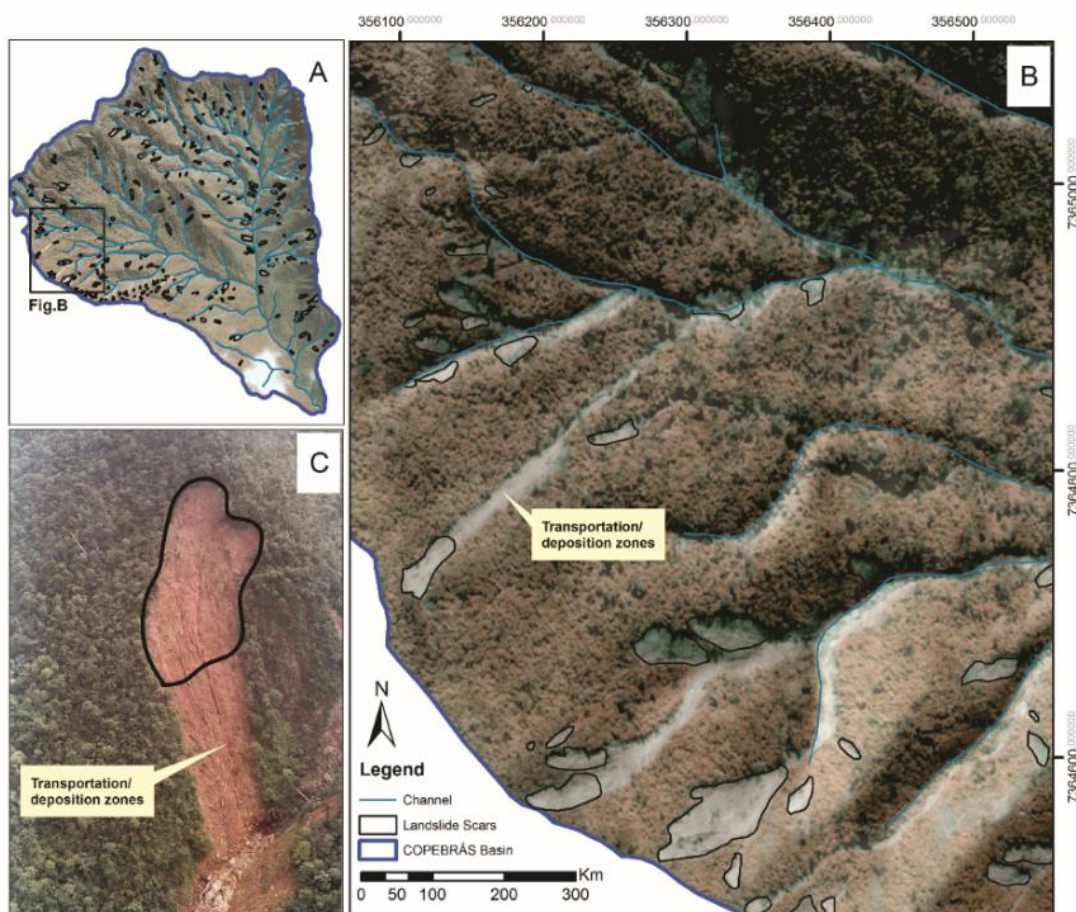 356100.000000 356200.000000 356300.000000 356400.000000 356500.000000
A
Fig.B
B
7365000.000000
7364800.000000
7364600.000000
Transportation/
deposition zones
C
Transportation/
deposition zones
N
Legend
Channel
Landslide Scars
COPEBRÁS Basin
Km
0 50 100 200 300